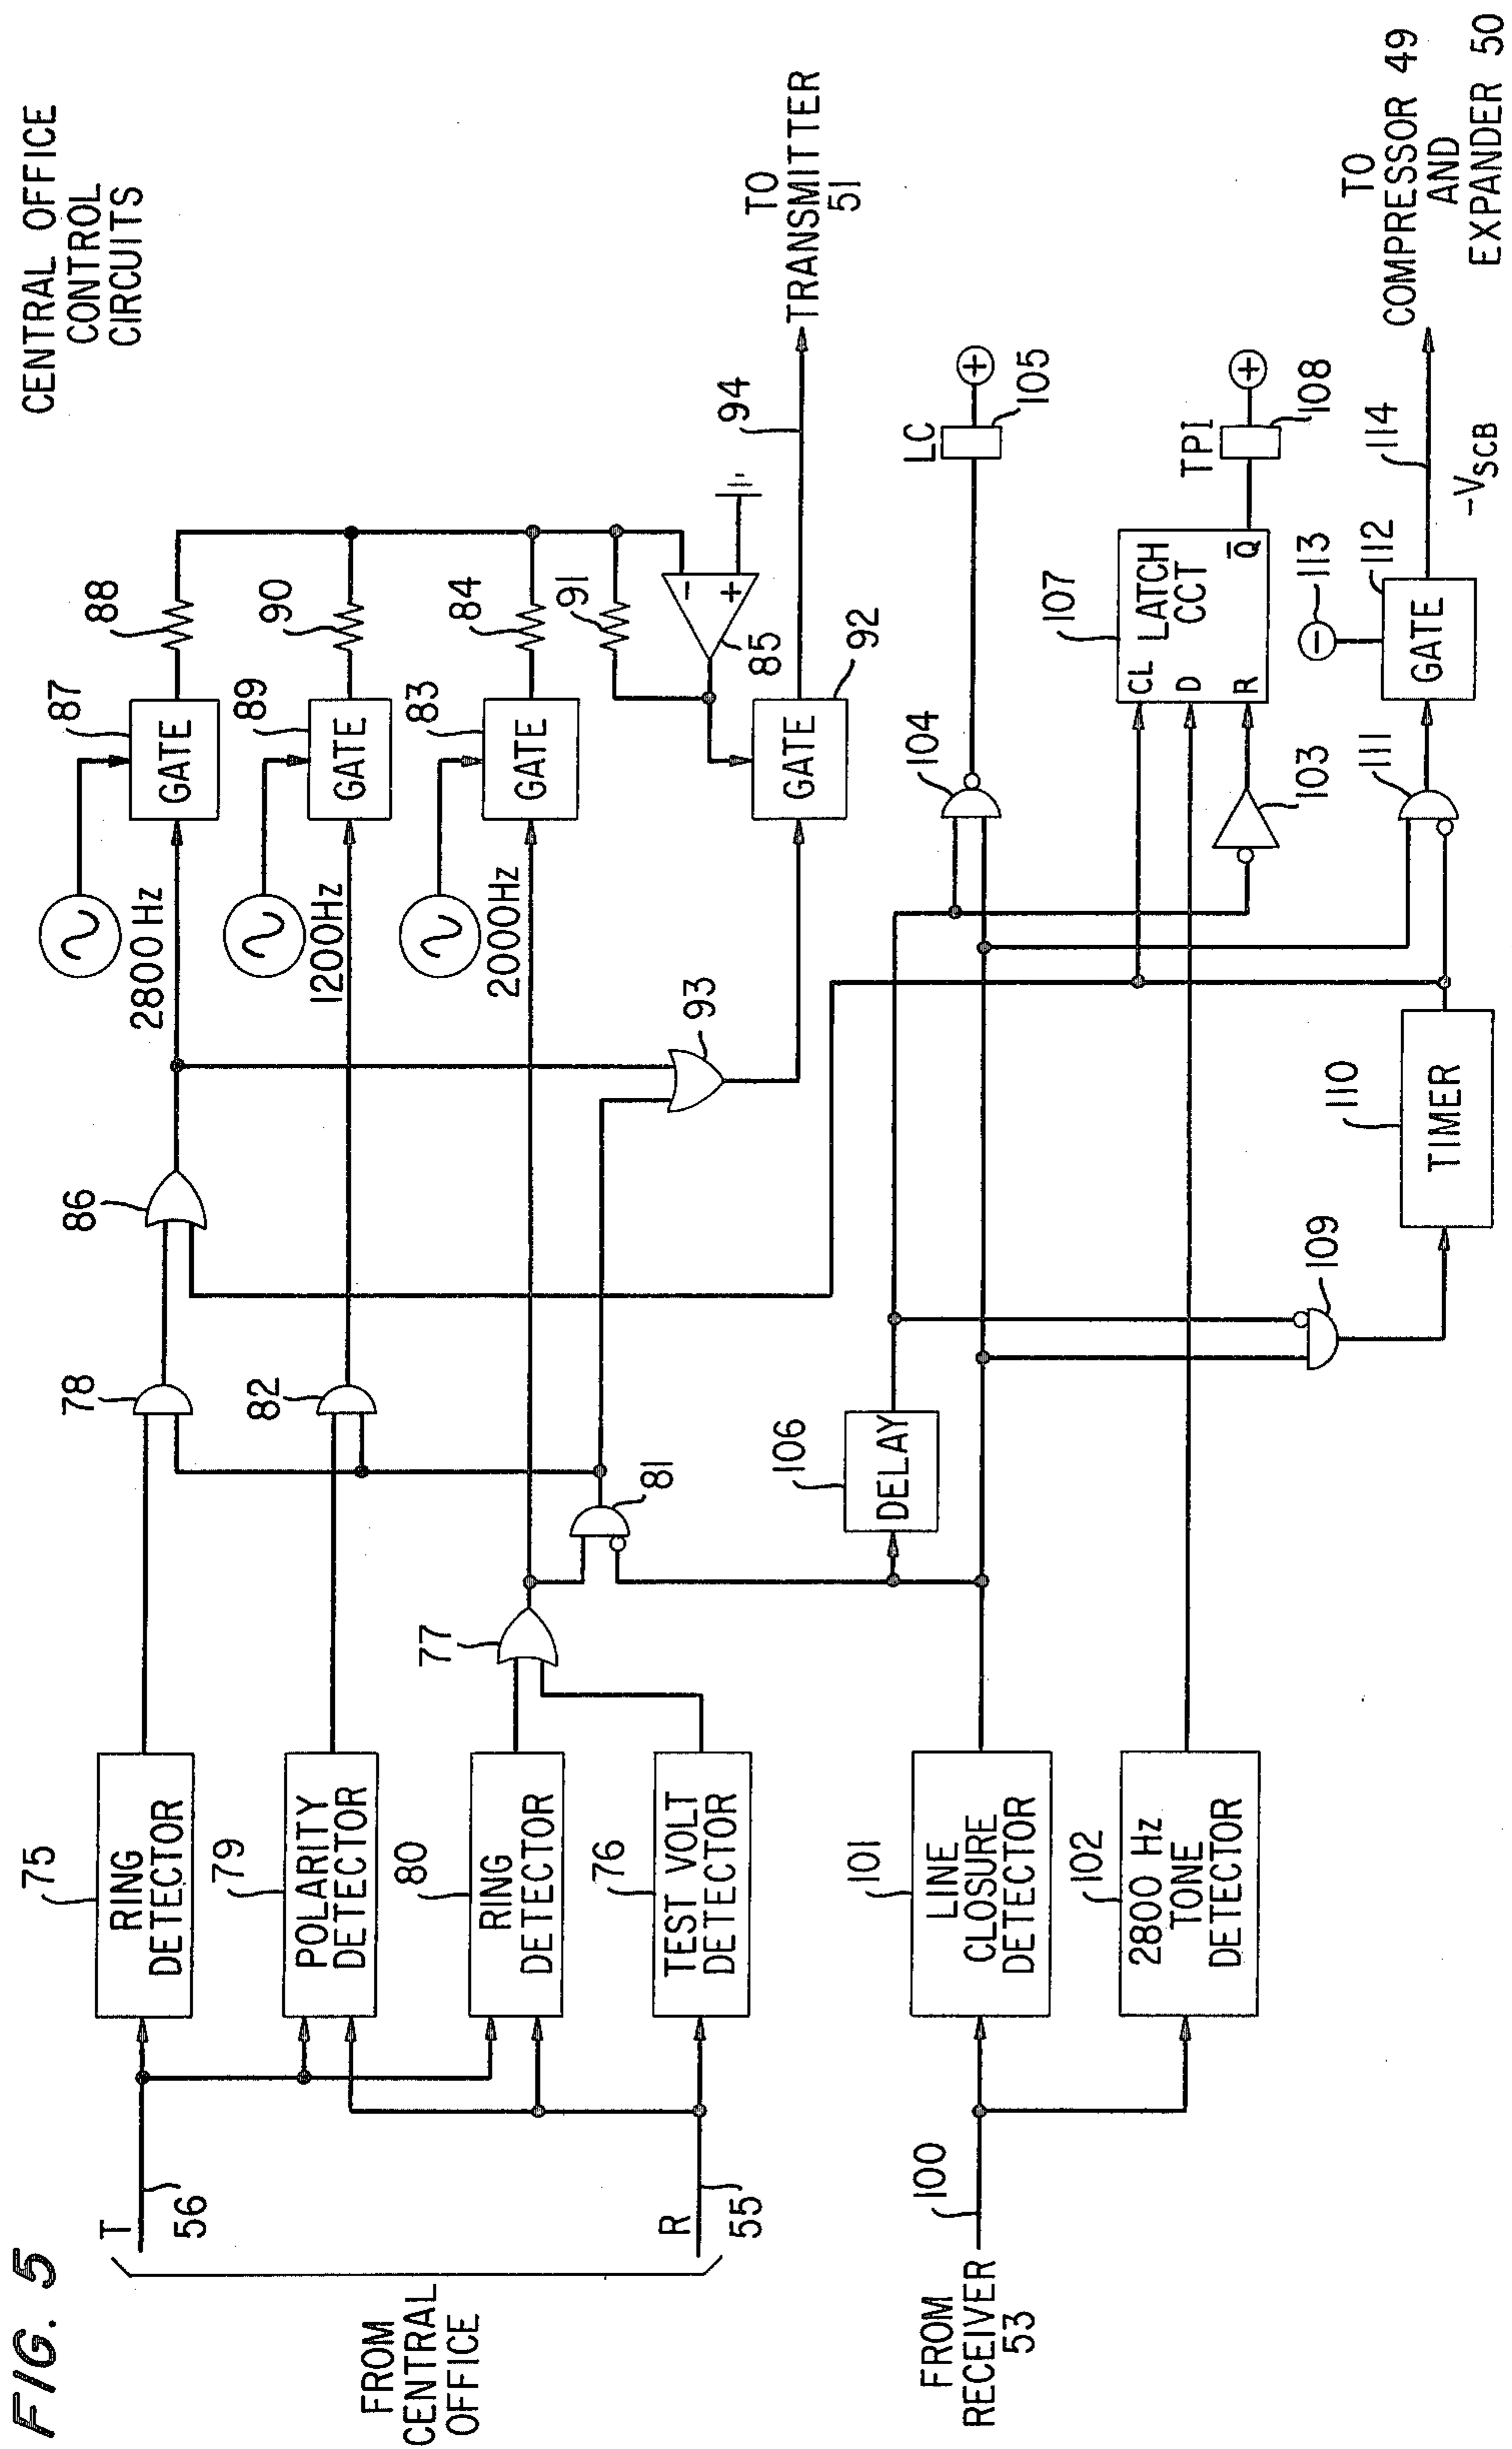 FIG. 5
CENTRAL OFFICE
CONTROL
CIRCUITS
FROM
CENTRAL
OFFICE
T
56
R
55
75
RING
DETECTOR
79
POLARITY
DETECTOR
80
RING
DETECTOR
76
TEST VOLT
DETECTOR
77
78
82
81
86
93
2800 Hz
1200Hz
2000Hz
87
GATE
88
89
GATE
90
83
GATE
84
91
-
+
85
GATE
92
94
TO
TRANSMITTER
51
FROM
RECEIVER
53
100
101
LINE
CLOSURE
DETECTOR
102
2800 Hz
TONE
DETECTOR
106
DELAY
109
110
TIMER
104
LC
+
105
103
107
CL
D
R
LATCH
CCT
Q̅
TPI
+
108
111
-
113
112
GATE
114
-VSCB
TO
COMPRESSOR 49
AND
EXPANDER 50